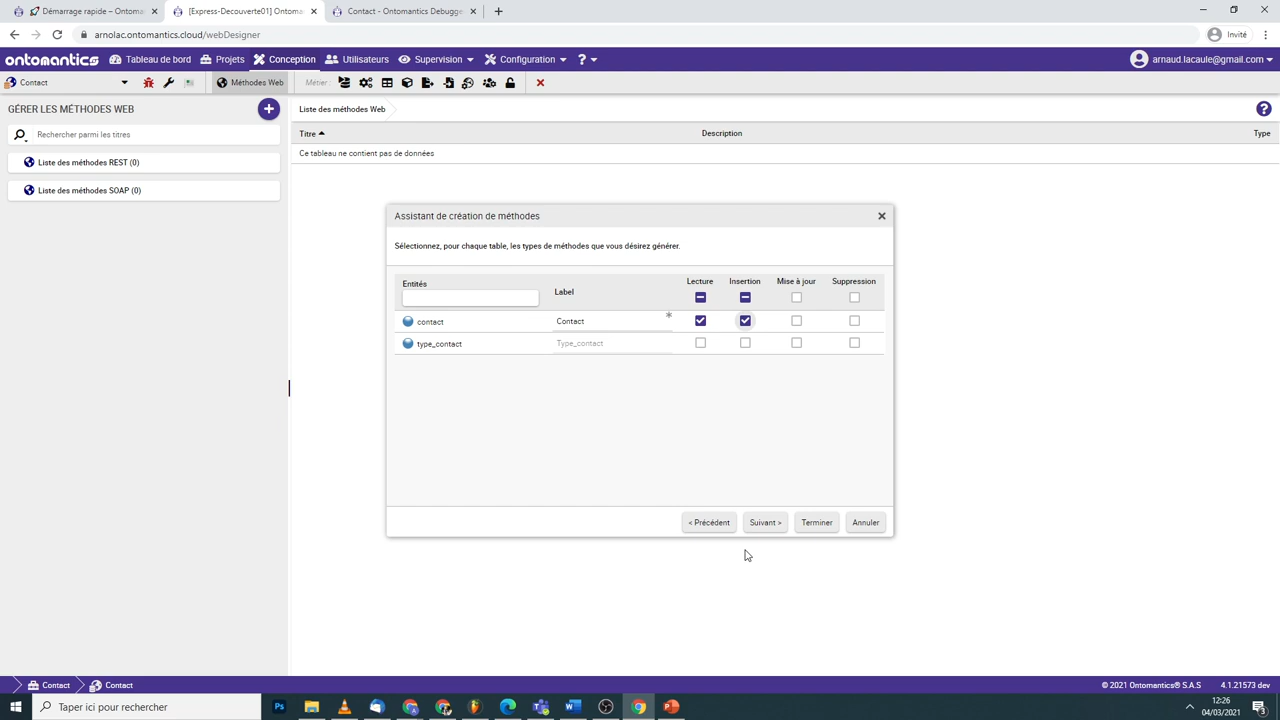 Démarrage rapide – Ontoma
[Express-Decouverte01] Ontom
Contact - Ontomantics Debugge
arnolac.ontomantics.cloud/webDesigner
Invité
ontomantics
Tableau de bord
Projets
Conception
Utilisateurs
Supervision
Configuration
?
arnaud.lacaule@gmail.com
Contact
Méthodes Web
Métier :
GÉRER LES MÉTHODES WEB
Rechercher parmi les titres
Liste des méthodes REST (0)
Liste des méthodes SOAP (0)
Liste des méthodes Web
Titre
Description
Type
Ce tableau ne contient pas de données
Assistant de création de méthodes
Sélectionnez, pour chaque table, les types de méthodes que vous désirez générer.
Entités
Label
Lecture
Insertion
Mise à jour
Suppression
contact
Contact
*
type_contact
Type_contact
< Précédent
Suivant >
Terminer
Annuler
Contact
Contact
© 2021 Ontomantics® S.A.S
4.1.21573 dev
Taper ici pour rechercher
12:26
04/03/2021